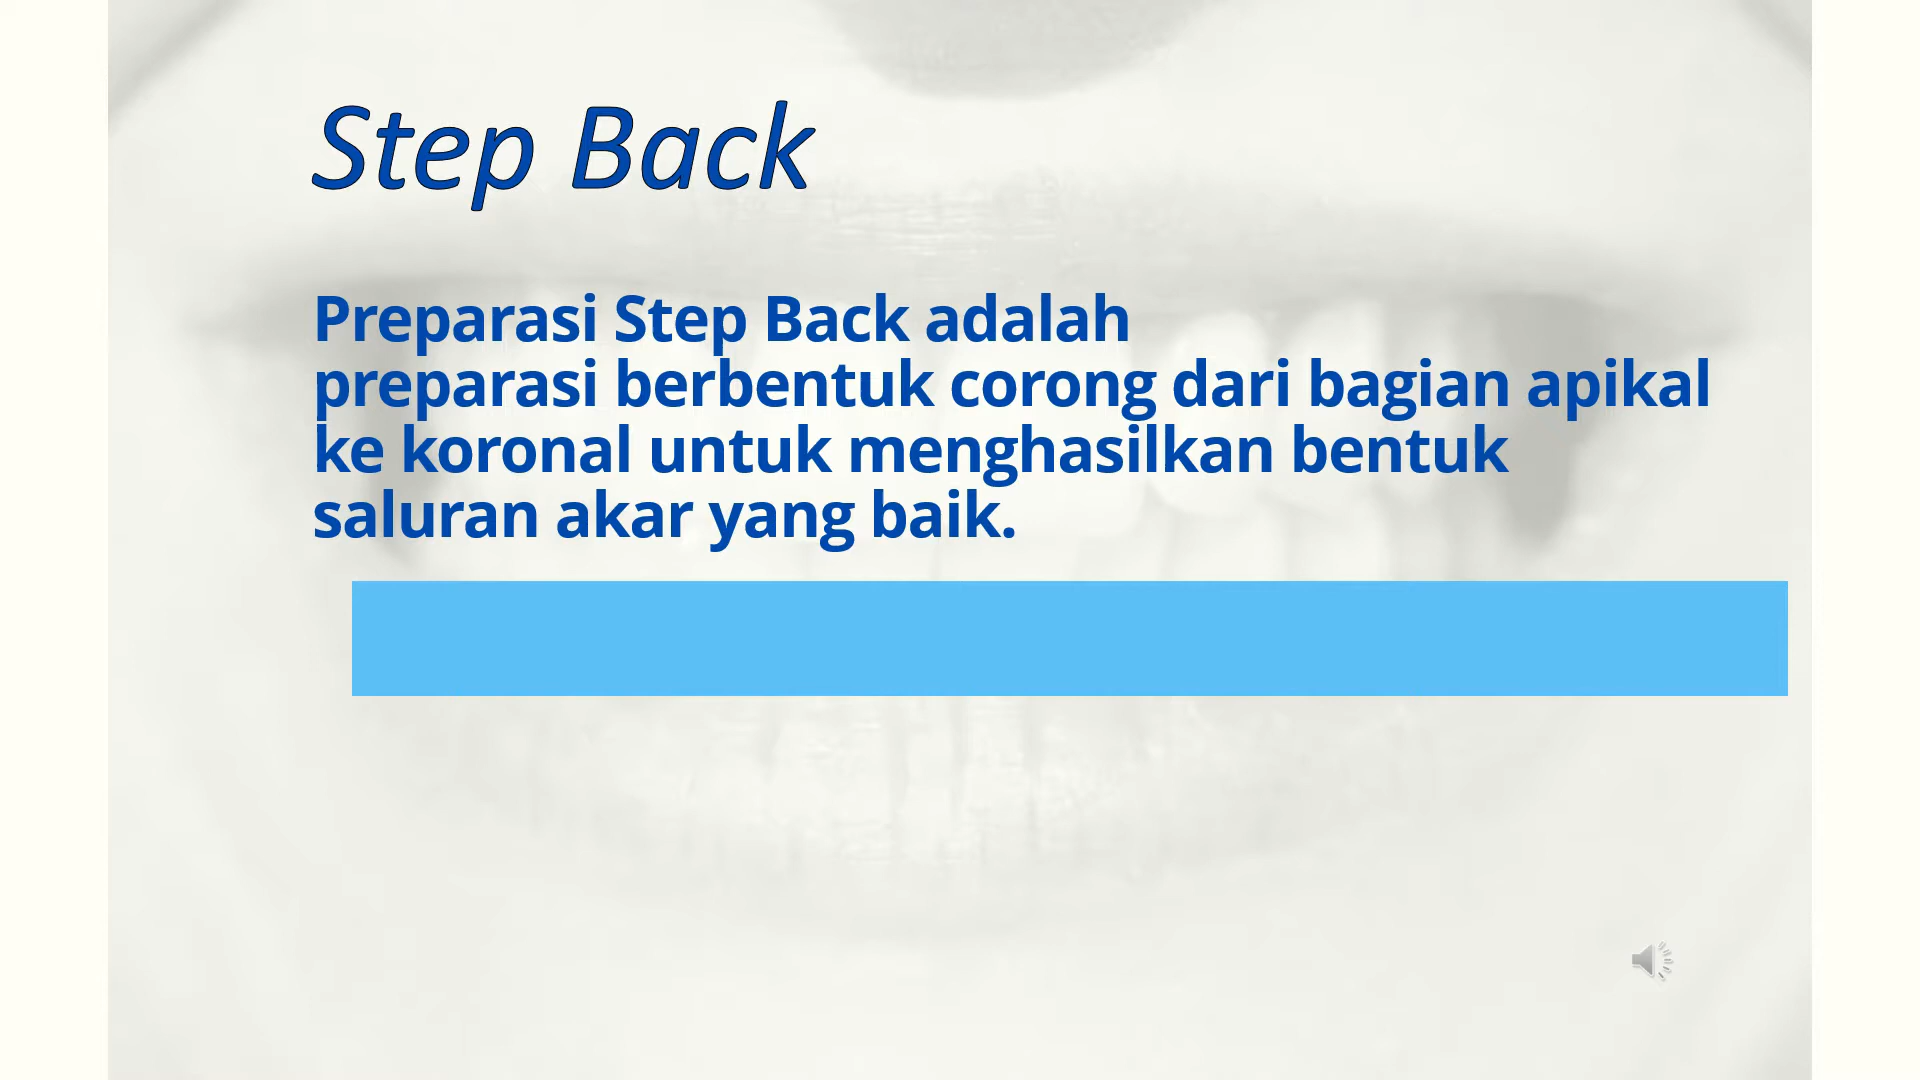 Step Back
Preparasi Step Back adalah
preparasi berbentuk corong dari bagian apikal
ke koronal untuk menghasilkan bentuk
saluran akar yang baik.